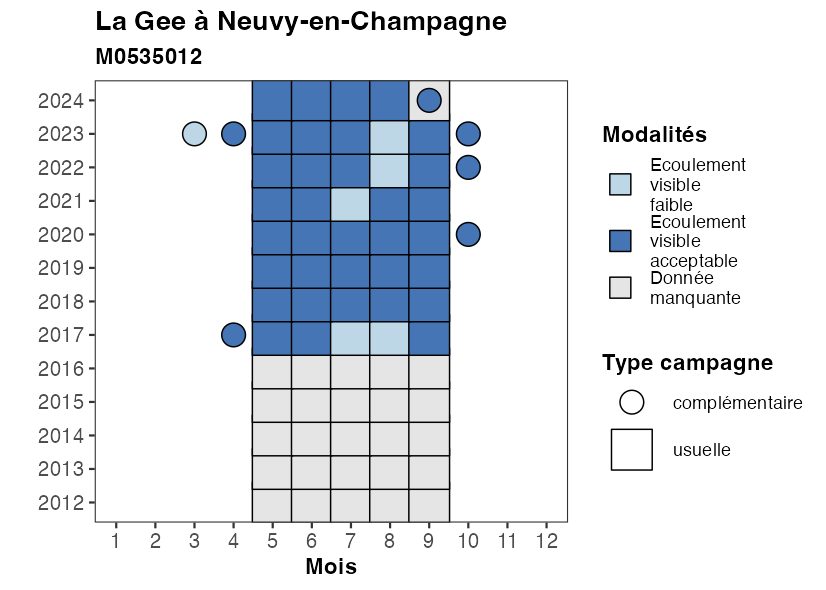 La Gee à Neuvy-en-Champagne
M0535012
2024
2023
2022
2021
2020
2019
2018
2017
2016
2015
2014
2013
2012
1 2 3 4 5 6 7 8 9 10 11 12
Mois
Modalités
Ecoulement
visible
faible
Ecoulement
visible
acceptable
Donnée
manquante
Type campagne
complémentaire
usuelle